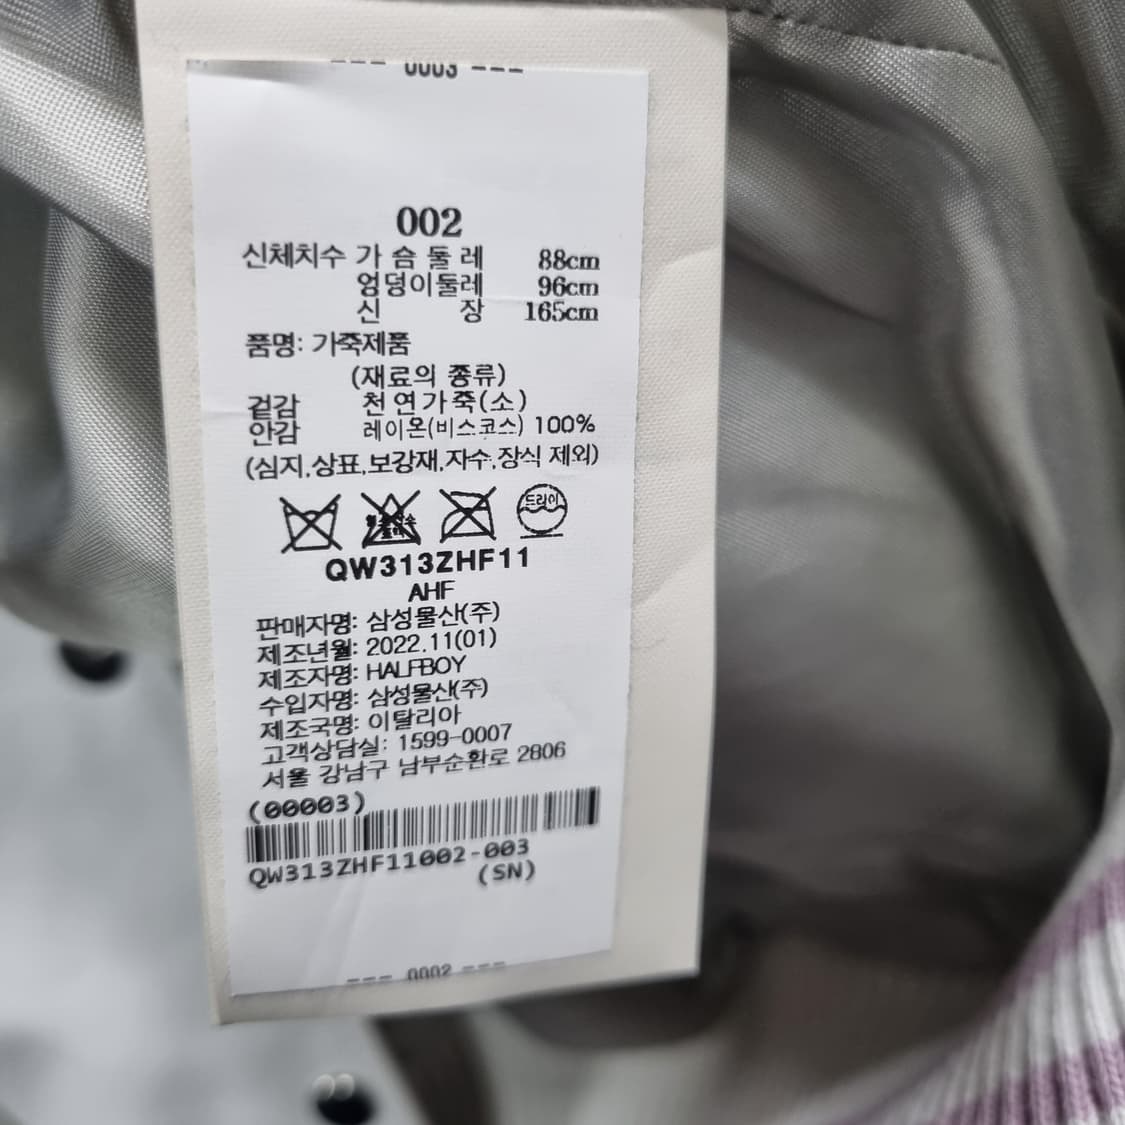 --- 0003 ---
002
신체치수 가 슴 둘 레 88cm
엉덩이둘레 96cm
신 장 165cm
품명: 가죽제품
(재료의 종류)
겉감 천연가죽(소)
안감 레이온(비스코스) 100%
(심지,상표,보강재,자수,장식 제외)
드라이
QW313ZHF11
AHF
판매자명: 삼성물산(주)
제조년월: 2022.11(01)
제조자명: HALFBOY
수입자명: 삼성물산(주)
제조국명: 이탈리아
고객상담실: 1599-0007
서울 강남구 남부순환로 2806
(00003)
QW313ZHF11002-003
(SN)
--- 0002 ---